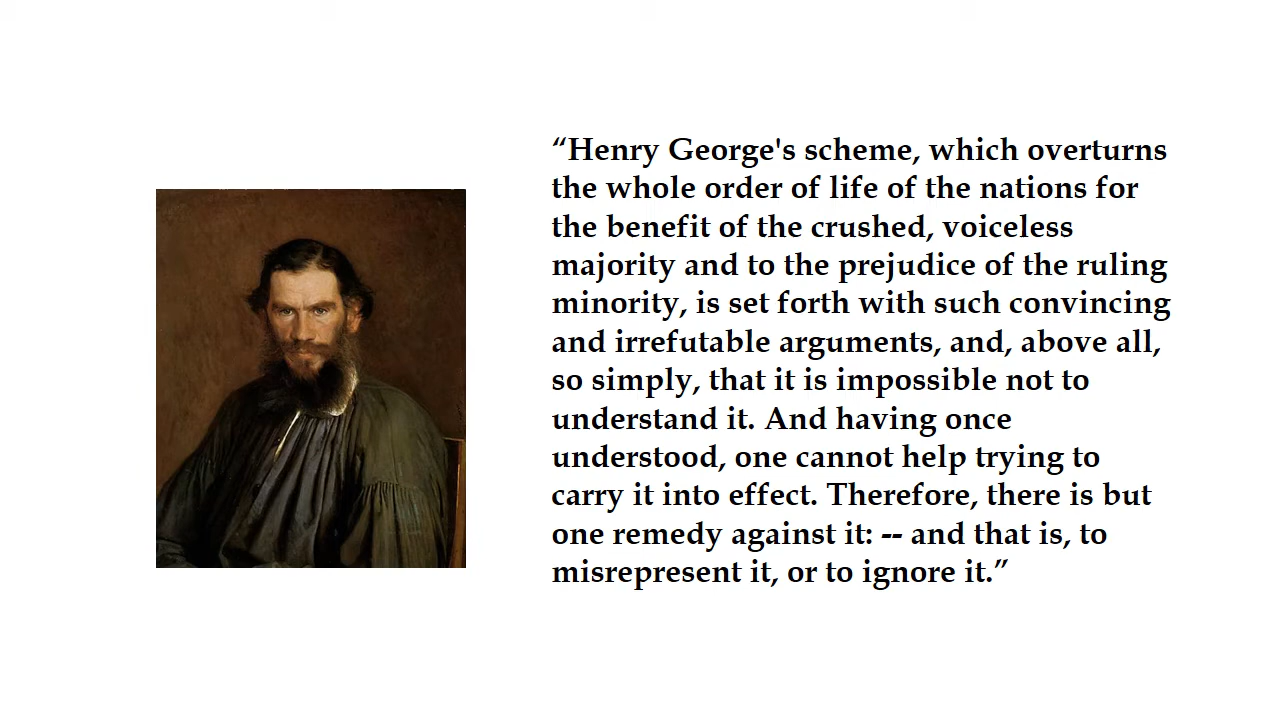 “Henry George's scheme, which overturns
the whole order of life of the nations for
the benefit of the crushed, voiceless
majority and to the prejudice of the ruling
minority, is set forth with such convincing
and irrefutable arguments, and, above all,
so simply, that it is impossible not to
understand it. And having once
understood, one cannot help trying to
carry it into effect. Therefore, there is but
one remedy against it: -- and that is, to
misrepresent it, or to ignore it.”